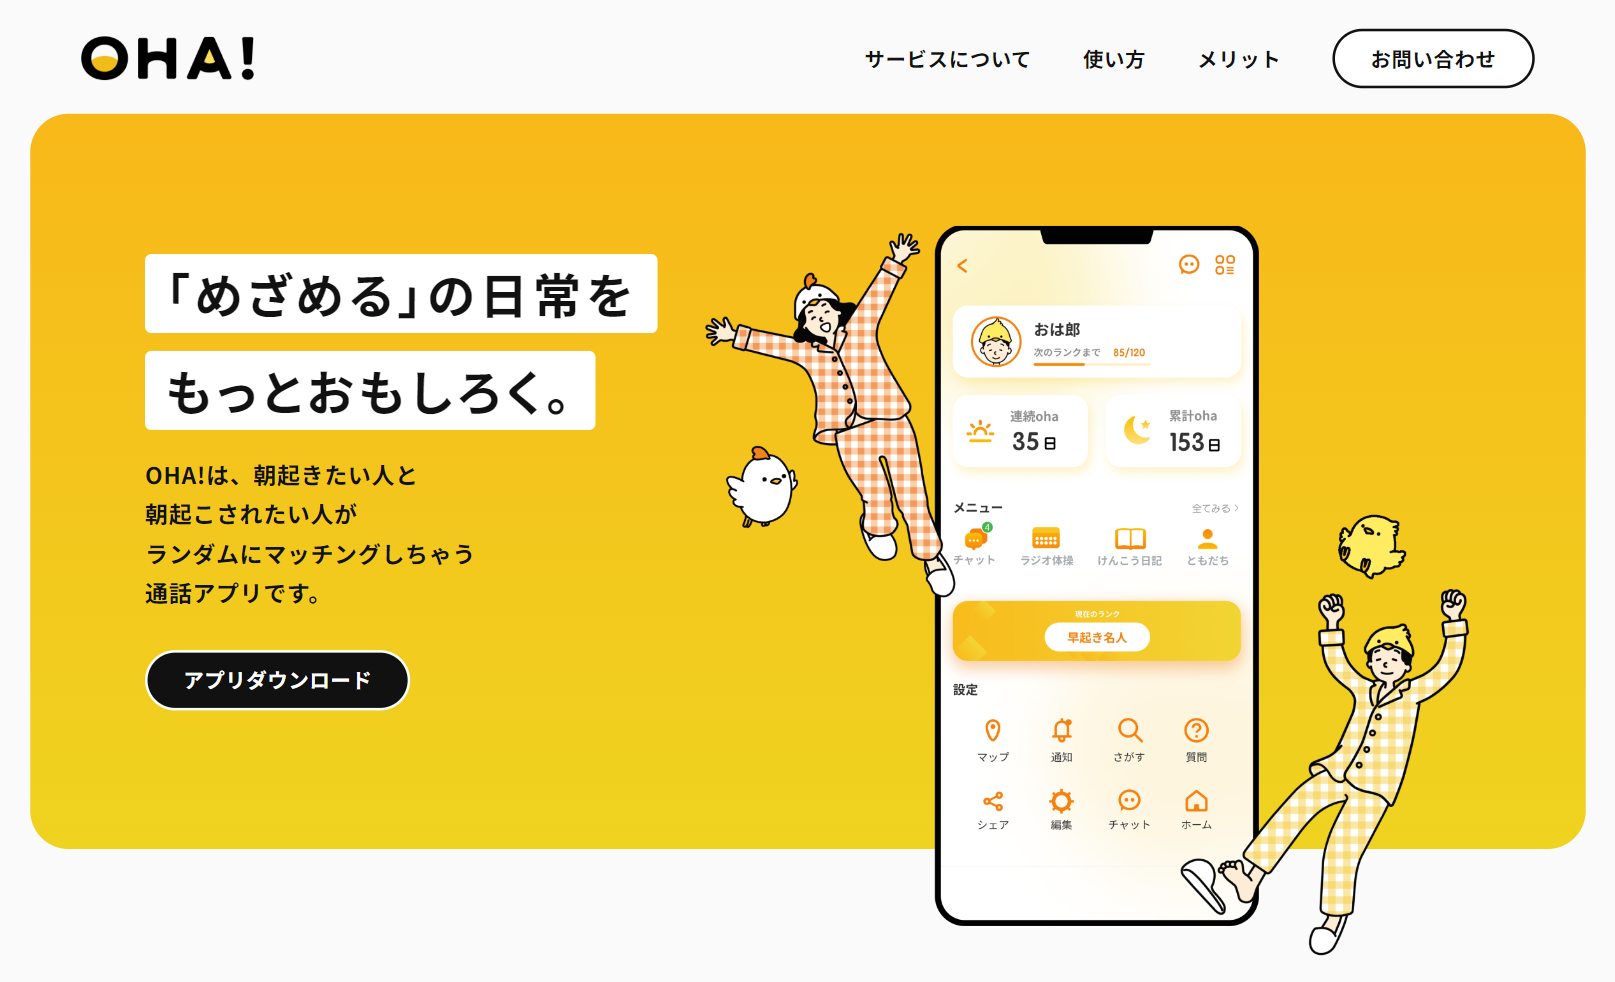 OHA!
サービスについて
使い方
メリット
お問い合わせ
「めざめる」の日常を
もっとおもしろく。
OHA!は、朝起きたい人と
朝起こされたい人が
ランダムにマッチングしちゃう
通話アプリです。
アプリダウンロード
おは郎
次のランクまで 85/120
連続oha
35日
累計oha
153日
メニュー
全てみる
4
チャット
ラジオ体操
けんこう日記
ともだち
現在のランク
早起き名人
設定
マップ
通知
さがす
質問
シェア
編集
チャット
ホーム